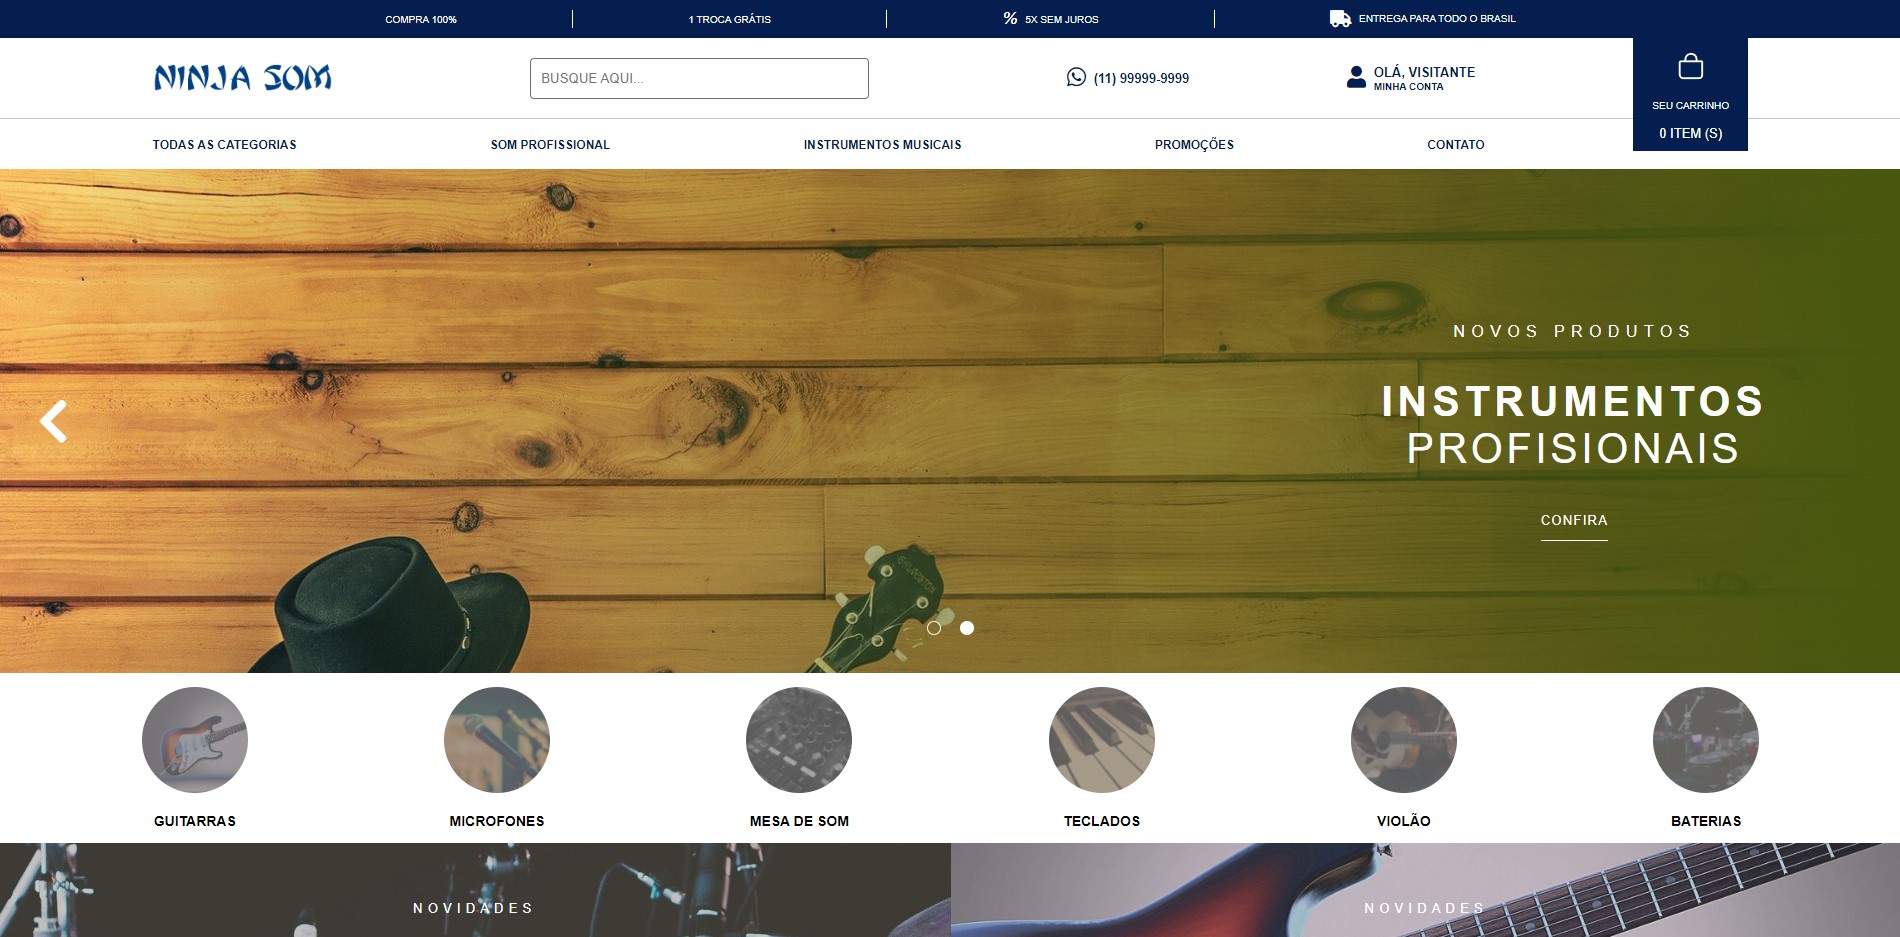 COMPRA 100%
1 TROCA GRÁTIS
% 5X SEM JUROS
ENTREGA PARA TODO O BRASIL
NINJA SOM
BUSQUE AQUI...
(11) 99999-9999
OLÁ, VISITANTE
MINHA CONTA
SEU CARRINHO
0 ITEM (S)
TODAS AS CATEGORIAS
SOM PROFISSIONAL
INSTRUMENTOS MUSICAIS
PROMOÇÕES
CONTATO
NOVOS PRODUTOS
INSTRUMENTOS
PROFISIONAIS
CONFIRA
GUITARRAS
MICROFONES
MESA DE SOM
TECLADOS
VIOLÃO
BATERIAS
NOVIDADES
NOVIDADES